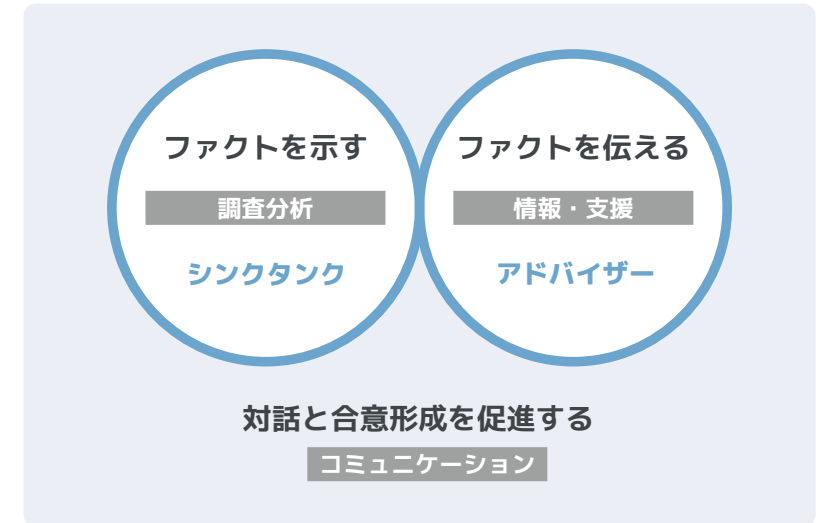 ファクトを示す
調査分析
シンクタンク
ファクトを伝える
情報・支援
アドバイザー
対話と合意形成を促進する
コミュニケーション